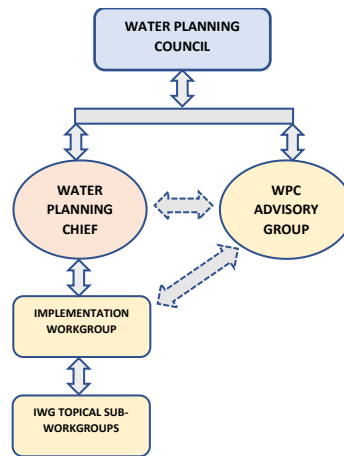 WATER PLANNING
COUNCIL
WATER
PLANNING
CHIEF
WPC
ADVISORY
GROUP
IMPLEMENTATION
WORKGROUP
IWG TOPICAL SUB-
WORKGROUPS